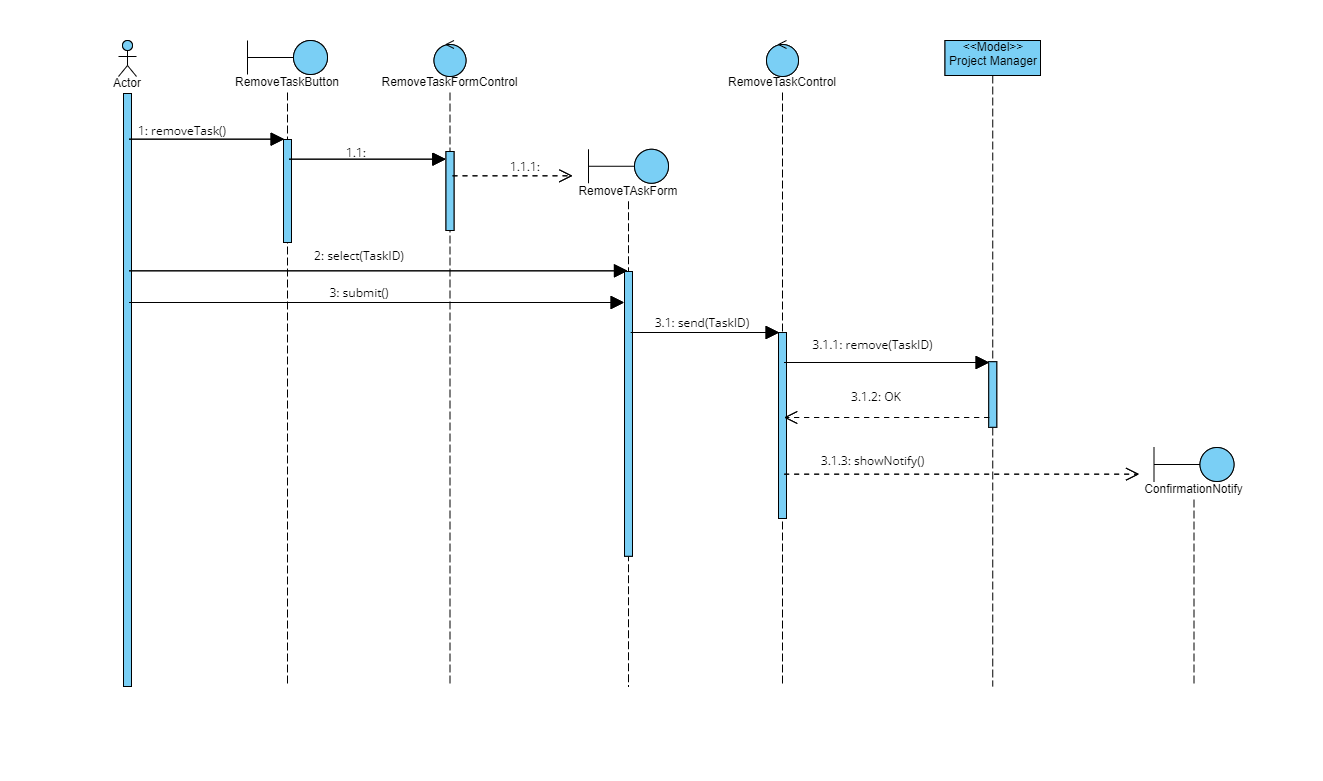 <<Model>>
Project Manager
Actor
RemoveTaskButton
RemoveTaskFormControl
RemoveTaskControl
1: removeTask()
1.1:
1.1.1:
RemoveTAskForm
2: select(TaskID)
3: submit()
3.1: send(TaskID)
3.1.1: remove(TaskID)
3.1.2: OK
3.1.3: showNotify()
ConfirmationNotify